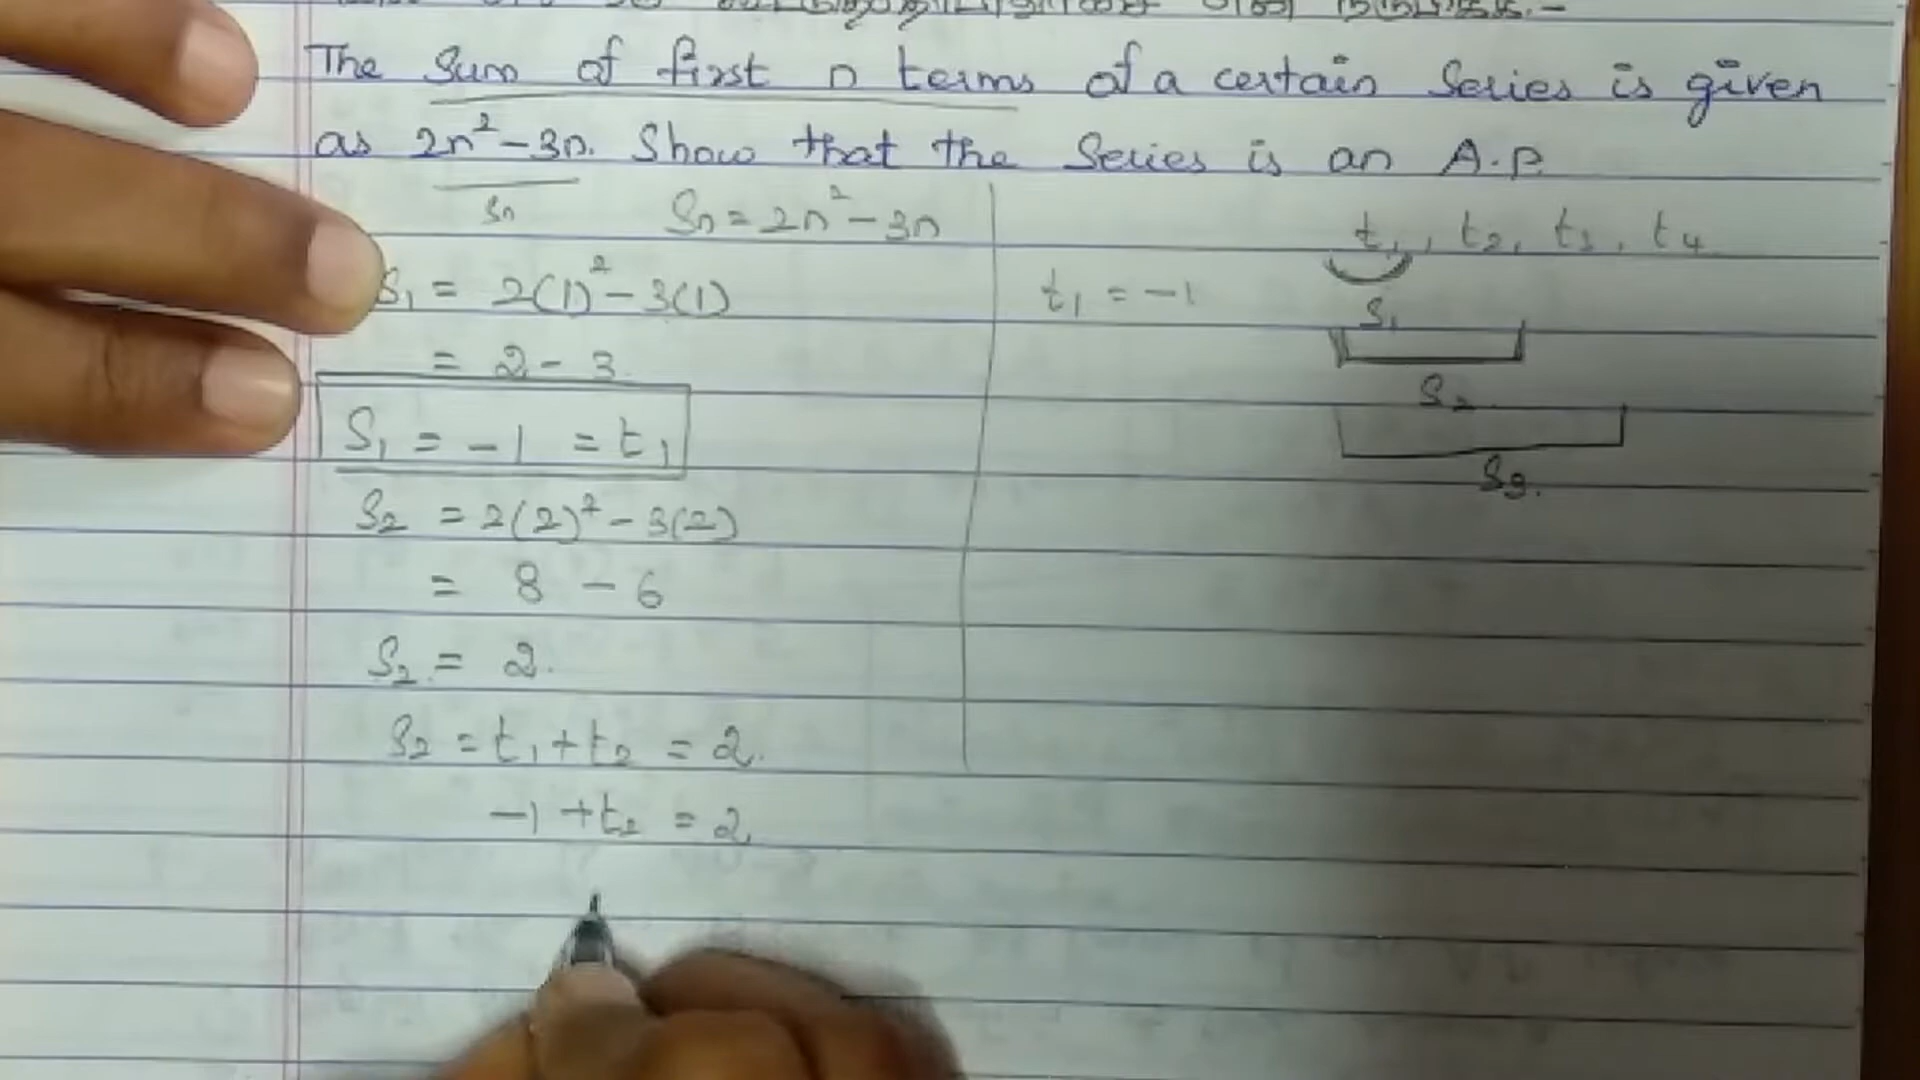 The Sum of first n terms of a certain Series is given
as 2n² - 3n. Show that the Series is an A.P.
Sn
Sn = 2n² - 3n
S₁ = 2(1)² - 3(1)
= 2 - 3
S₁ = -1 = t₁
S₂ = 2(2)² - 3(2)
= 8 - 6
S₂ = 2.
S₂ = t₁ + t₂ = 2.
-1 + t₂ = 2.
t₁, t₂, t₃, t₄
t₁ = -1
S₁
S₂
S₃.